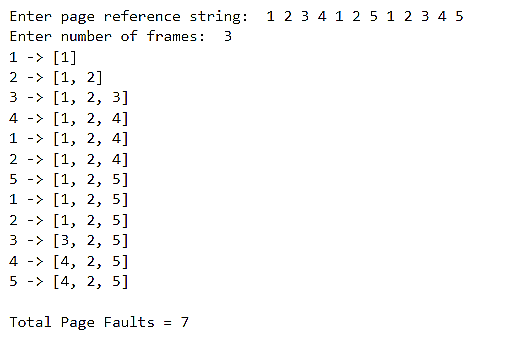 Enter page reference string:  1 2 3 4 1 2 5 1 2 3 4 5
Enter number of frames:  3
1 -> [1]
2 -> [1, 2]
3 -> [1, 2, 3]
4 -> [1, 2, 4]
1 -> [1, 2, 4]
2 -> [1, 2, 4]
5 -> [1, 2, 5]
1 -> [1, 2, 5]
2 -> [1, 2, 5]
3 -> [3, 2, 5]
4 -> [4, 2, 5]
5 -> [4, 2, 5]
Total Page Faults = 7